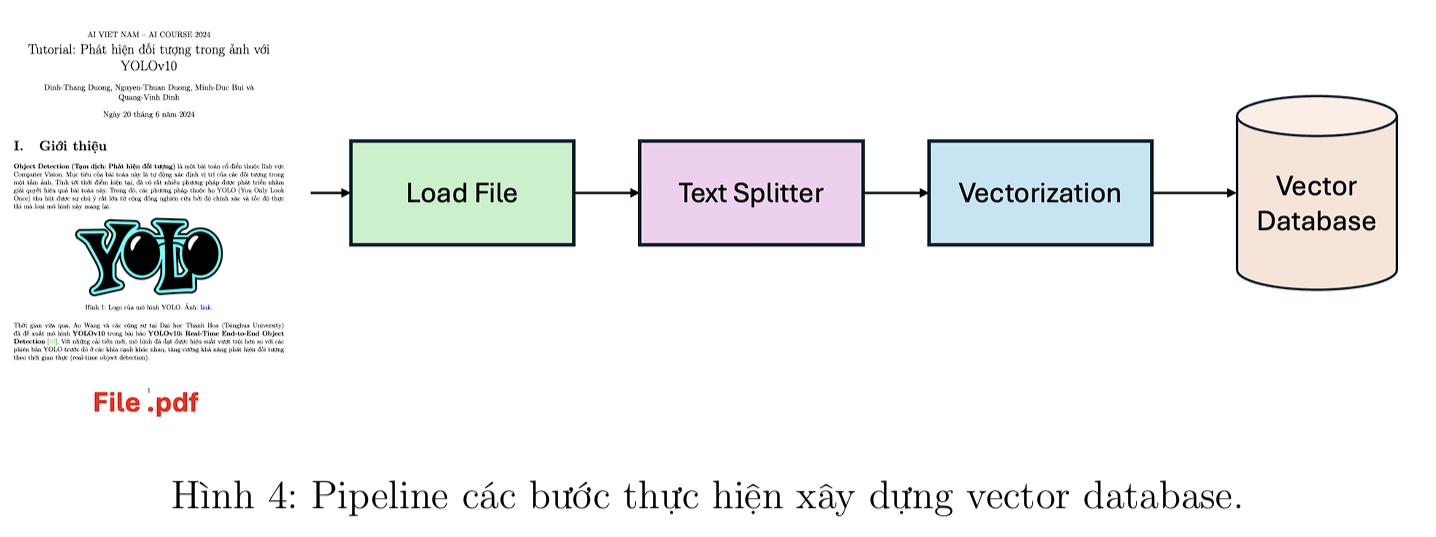 AI VIET NAM – AI COURSE 2024
Tutorial: Phát hiện đối tượng trong ảnh với
YOLOv10
Dinh-Thang Duong, Nguyen-Thuan Duong, Minh-Duc Bui và
Quang-Vinh Dinh
Ngày 20 tháng 6 năm 2024
I. Giới thiệu
Object Detection (Tạm dịch: Phát hiện đối tượng) là một bài toán cổ điển thuộc lĩnh vực
Computer Vision. Mục tiêu của bài toán này là tự động xác định vị trí của các đối tượng trong
một tấm ảnh. Tính tới thời điểm hiện tại, đã có rất nhiều phương pháp được phát triển nhằm
giải quyết hiệu quả bài toán này. Trong đó, các phương pháp thuộc họ YOLO (You Only Look
Once) thu hút được sự chú ý rất lớn từ cộng đồng nghiên cứu bởi độ chính xác và tốc độ thực
thi mà loại mô hình này mang lại.
YOLO
Hình 1: Logo của mô hình YOLO. Ảnh: link.
Thời gian vừa qua, Ao Wang và các cộng sự tại Đại học Thanh Hoa (Tsinghua University)
đã đề xuất mô hình YOLOv10 trong bài báo YOLOv10: Real-Time End-to-End Object
Detection [10]. Với những cải tiến mới, mô hình đã đạt được hiệu suất vượt trội hơn so với các
phiên bản YOLO trước đó ở các khía cạnh khác nhau, tăng cường khả năng phát hiện đối tượng
theo thời gian thực (real-time object detection).
1
File .pdf
Load File
Text Splitter
Vectorization
Vector
Database
Hình 4: Pipeline các bước thực hiện xây dựng vector database.